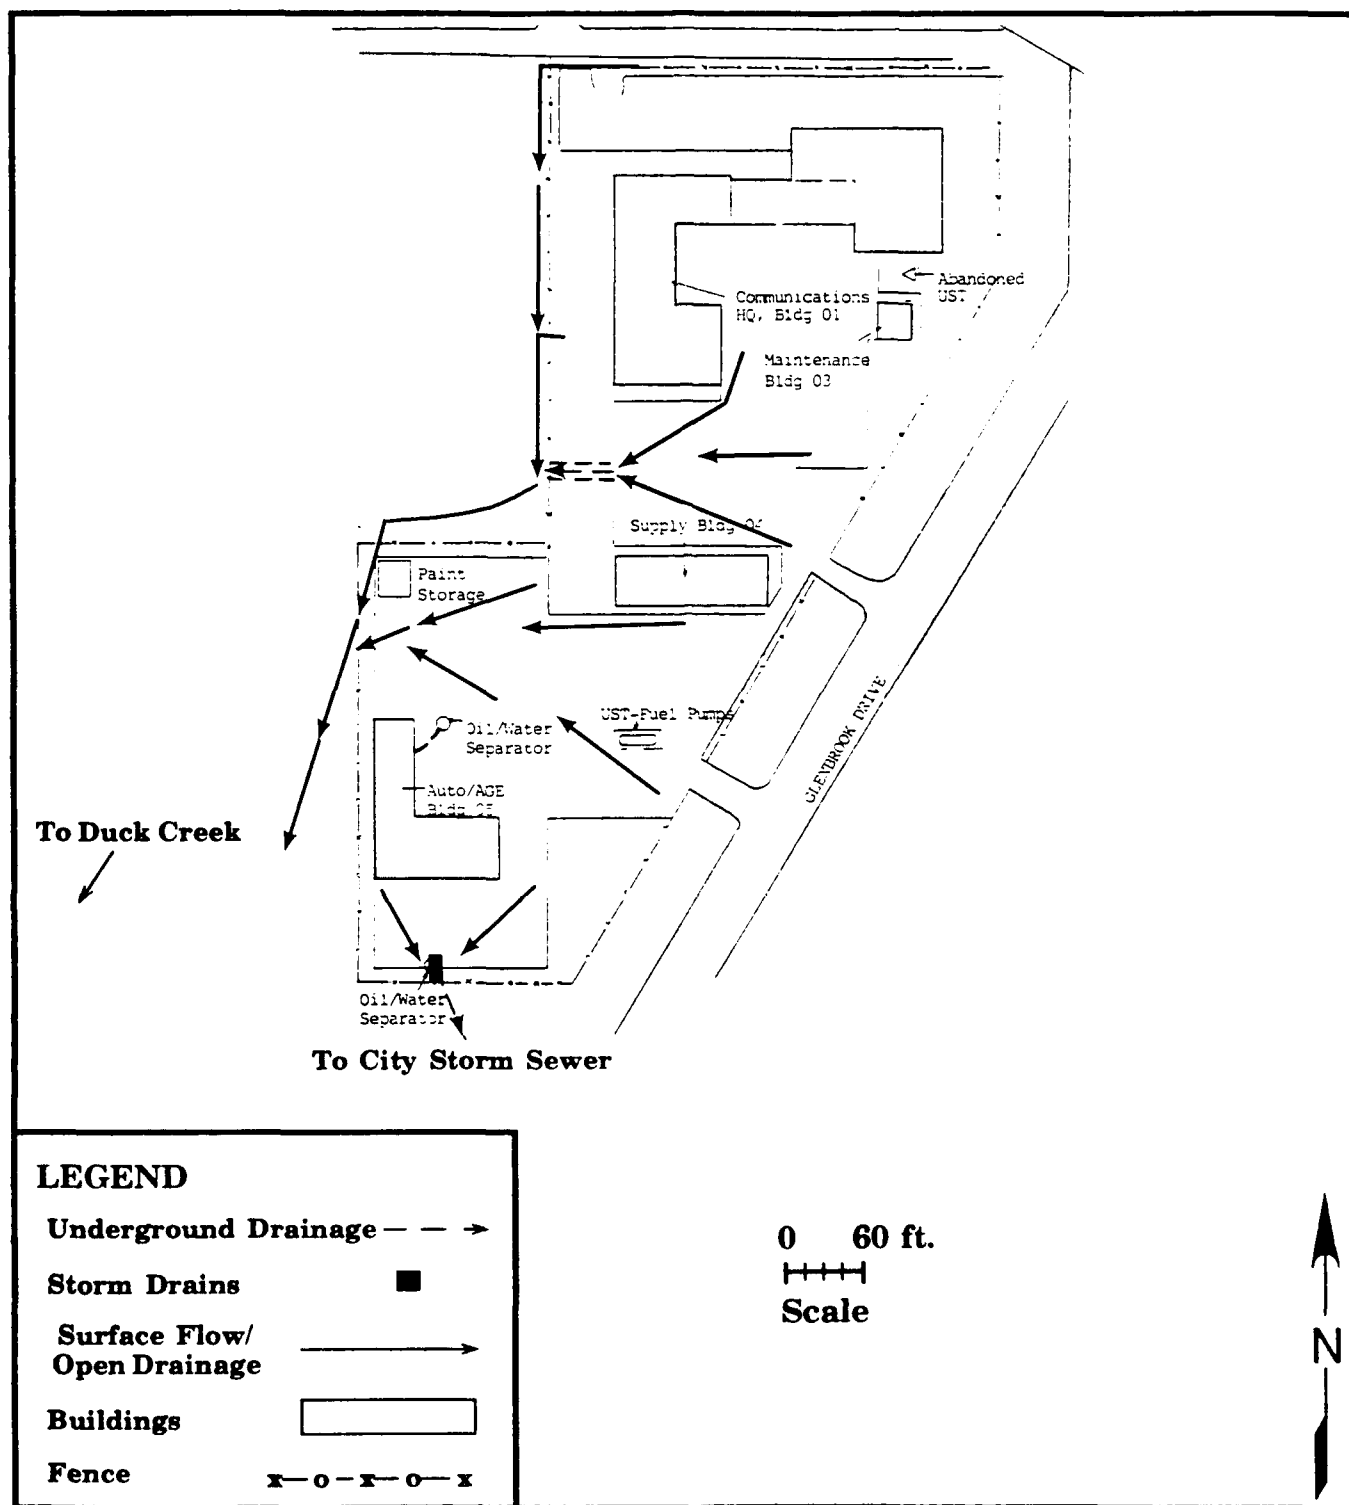 Abandoned
UST
Communications
HQ, Bldg 01
Maintenance
Bldg 03
Supply Bldg 04
Paint
Storage
UST-Fuel Pumps
Oil/Water
Separator
GLENBROOK DRIVE
Auto/AGE
Bldg
To Duck Creek
Oil/Water
Separator
To City Storm Sewer
LEGEND
Underground Drainage
Storm Drains
Surface Flow/
Open Drainage
Buildings
Fence x—o–x—o—x
0 60 ft.
Scale
N